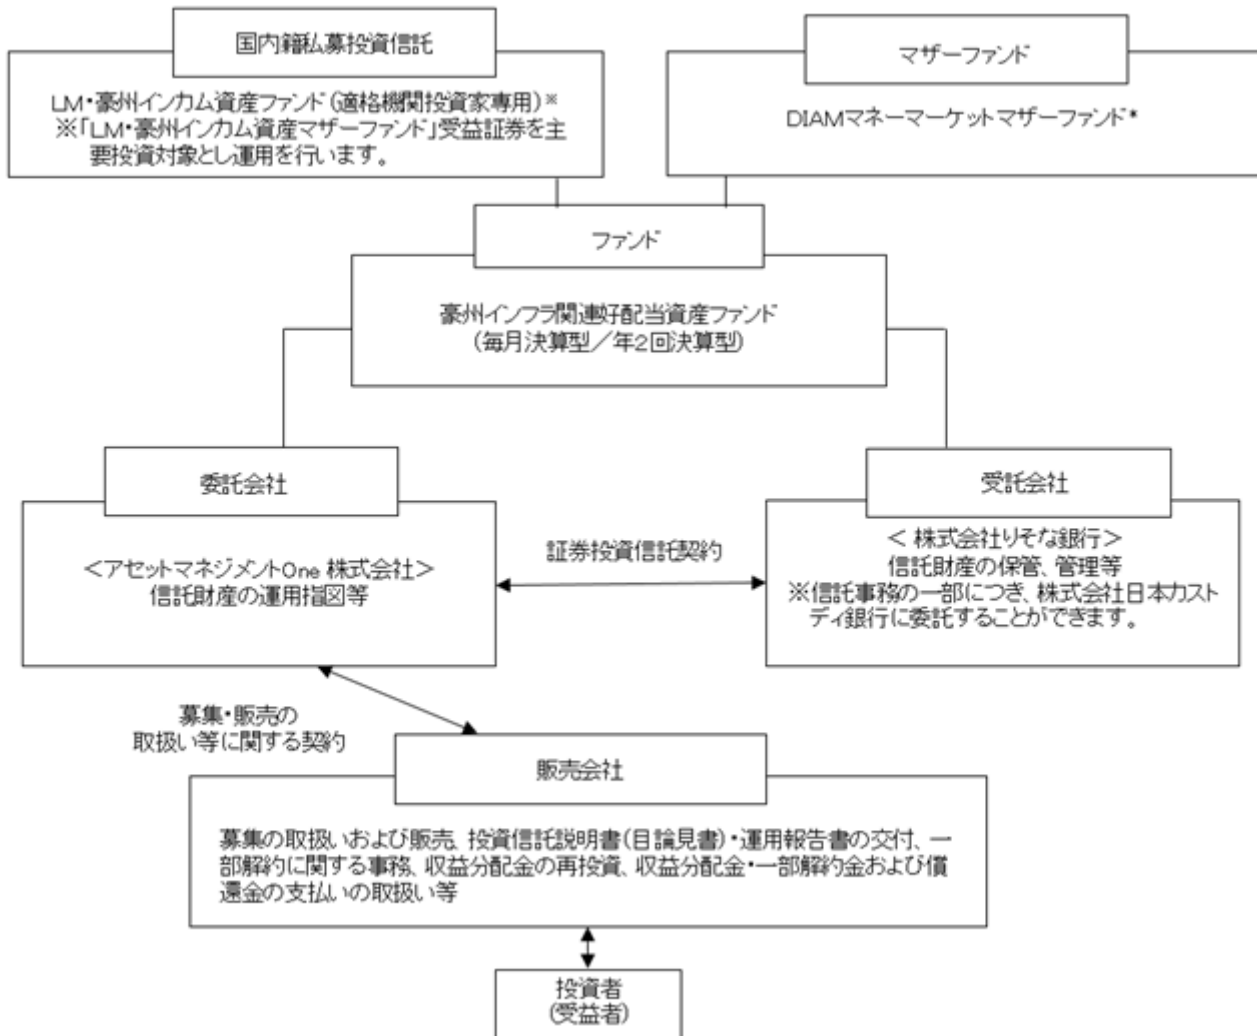 国内籍私募投資信託
LM・豪州インカム資産ファンド(適格機関投資家専用)※
※「LM・豪州インカム資産マザーファンド」受益証券を主
要投資対象とし運用を行います。
マザーファンド
DIAMマネーマーケットマザーファンド*
ファンド
豪州インフラ関連好配当資産ファンド
(毎月決算型/年2回決算型)
委託会社
<アセットマネジメントOne 株式会社>
信託財産の運用指図等
証券投資信託契約
受託会社
< 株式会社りそな銀行>
信託財産の保管、管理等
※信託事務の一部につき、株式会社日本カスト
ディ銀行に委託することができます。
募集・販売の
取扱い等に関する契約
販売会社
募集の取扱いおよび販売、投資信託説明書(目論見書)・運用報告書の交付、一
部解約に関する事務、収益分配金の再投資、収益分配金・一部解約金および償
還金の支払いの取扱い等
投資者
(受益者)